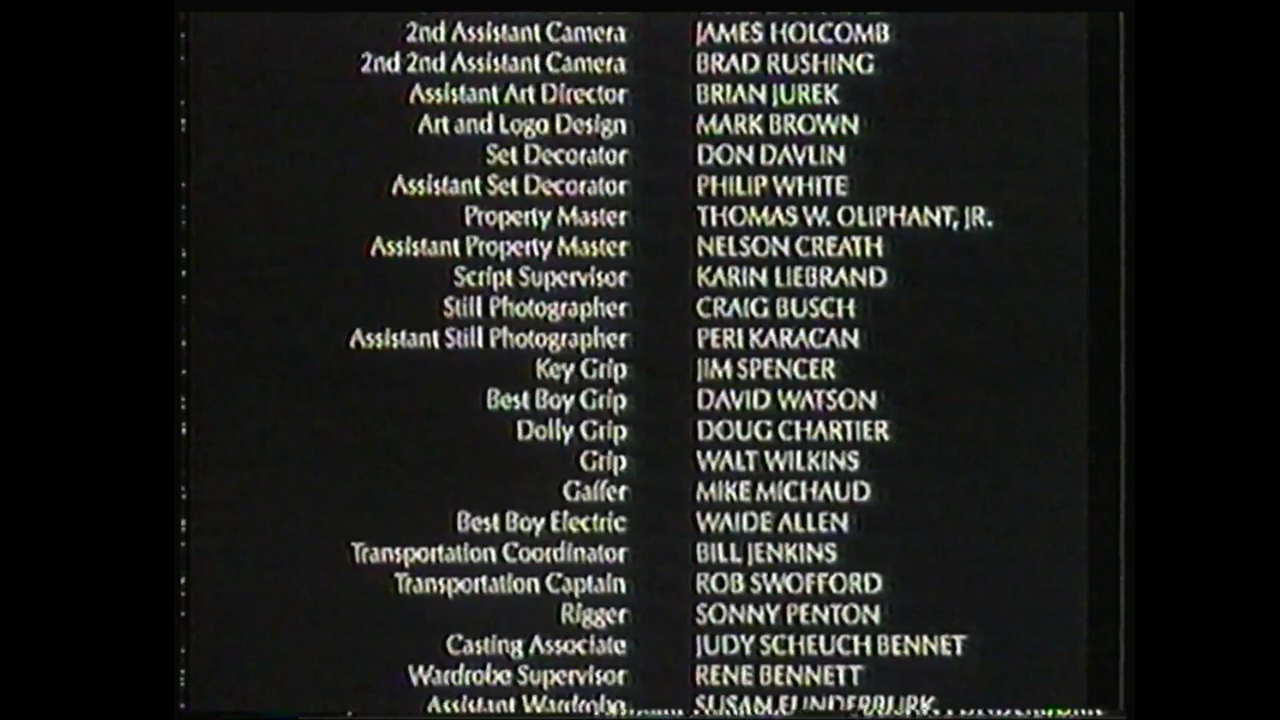 2nd Assistant Camera JAMES HOLCOMB
2nd 2nd Assistant Camera BRAD RUSHING
Assistant Art Director BRIAN JUREK
Art and Logo Design MARK BROWN
Set Decorator DON DAVLIN
Assistant Set Decorator PHILIP WHITE
Property Master THOMAS W. OLIPHANT, JR.
Assistant Property Master NELSON CREATH
Script Supervisor KARIN LIEBRAND
Still Photographer CRAIG BUSCH
Assistant Still Photographer PERI KARACAN
Key Grip JIM SPENCER
Best Boy Grip DAVID WATSON
Dolly Grip DOUG CHARTIER
Grip WALT WILKINS
Gaffer MIKE MICHAUD
Best Boy Electric WAIDE ALLEN
Transportation Coordinator BILL JENKINS
Transportation Captain ROB SWOFFORD
Rigger SONNY PENTON
Casting Associate JUDY SCHEUCH BENNET
Wardrobe Supervisor RENE BENNETT
Assistant Wardrobe SUSAN FUNDERBURK